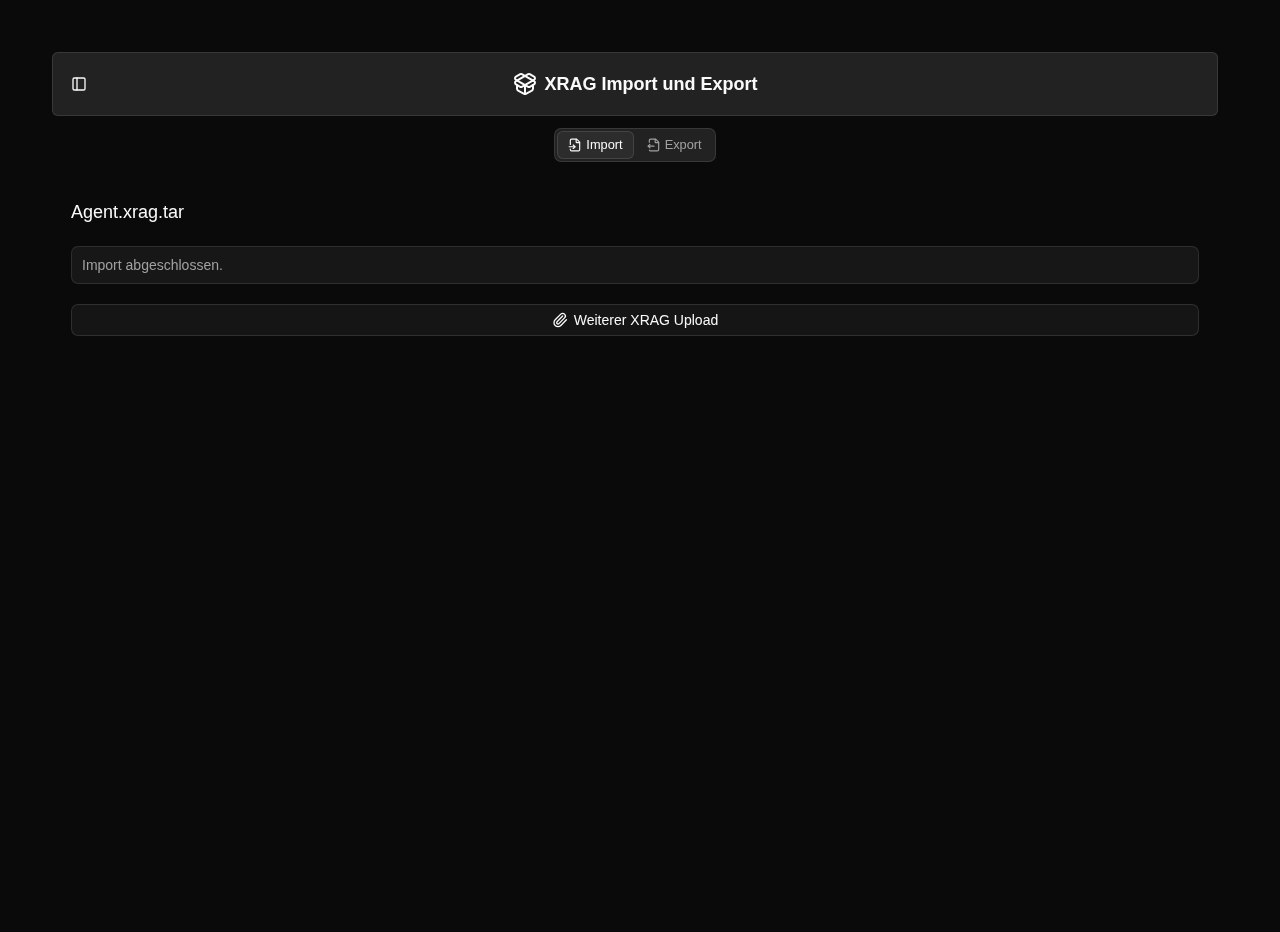 XRAG Import und Export
Import Export
Agent.xrag.tar
Import abgeschlossen.
Weiterer XRAG Upload